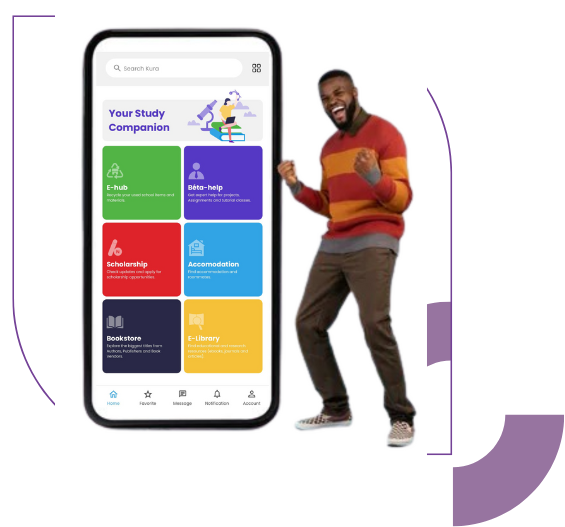 Search Kura
Your Study
Companion
E-hub
Recycle your used school items and
Materials.
Béta-help
Get expert help for projects,
Assignments and tutorial classes.
Scholarship
Check updates and apply for
scholarship opportunities.
Accomodation
Find accommodation and
roommates.
Bookstore
Explore the biggest titles from
Authors, Publishers and Book
Vendors.
E-Library
Home
Favorite
Message
Notification
Account